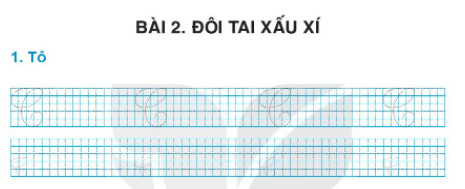 BÀI 2. ĐÔI TAI XẤU XÍ
1. Tô
C C C C